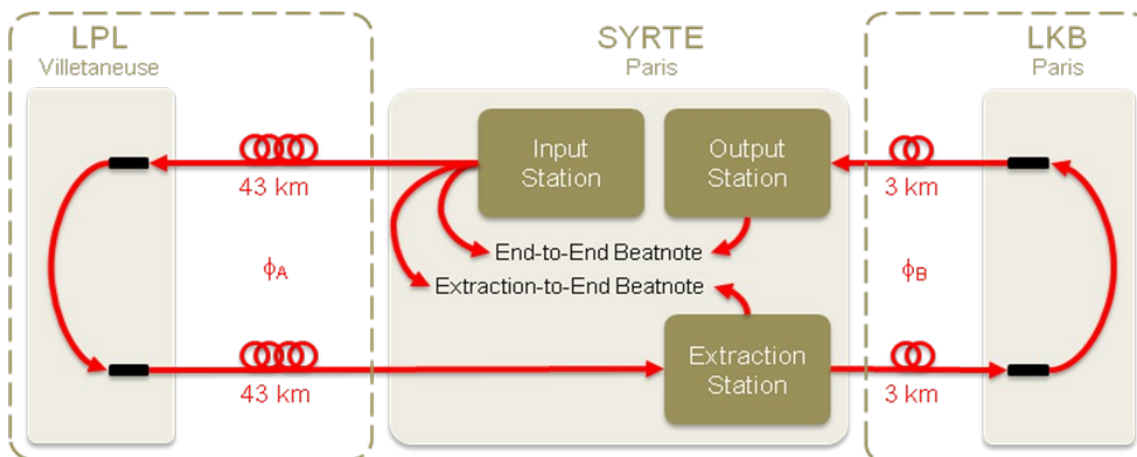 LPL
Villetaneuse
SYRTE
Paris
LKB
Paris
Input
Station
Output
Station
43 km
3 km
End-to-End Beatnote
ϕA
Extraction-to-End Beatnote
ϕB
Extraction
Station
43 km
3 km